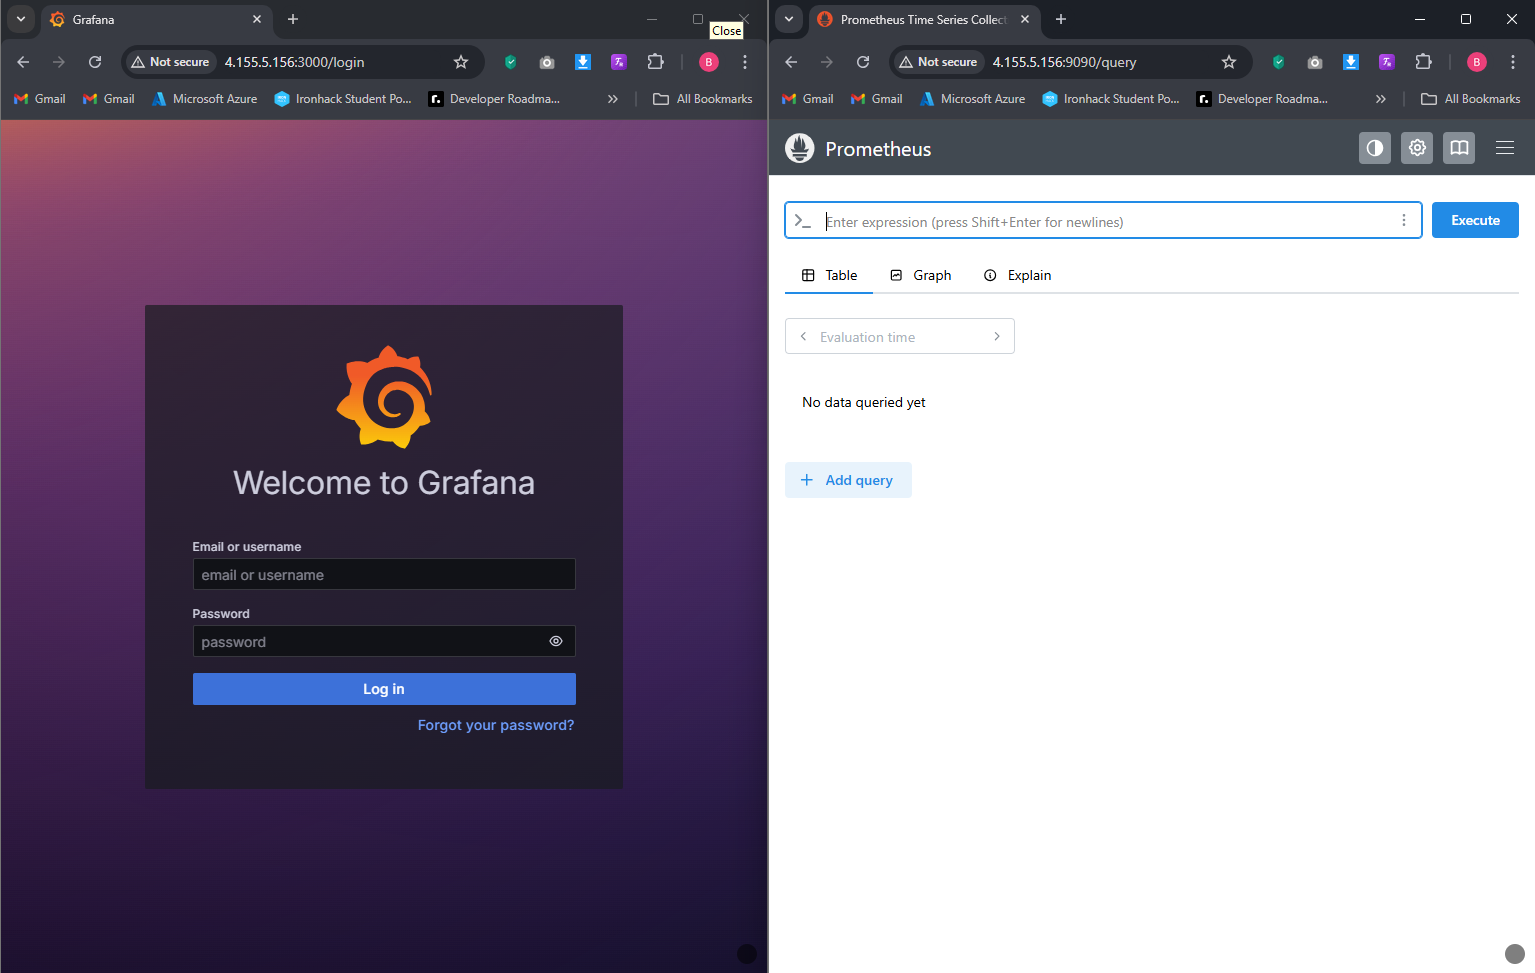 Grafana
Close
Not secure
4.155.5.156:3000/login
B
Gmail
Gmail
Microsoft Azure
Ironhack Student Po...
Developer Roadma...
All Bookmarks
Welcome to Grafana
Email or username
email or username
Password
password
Log in
Forgot your password?
Prometheus Time Series Collect
Not secure
4.155.5.156:9090/query
B
Gmail
Gmail
Microsoft Azure
Ironhack Student Po...
Developer Roadma...
All Bookmarks
Prometheus
Enter expression (press Shift+Enter for newlines)
Execute
Table
Graph
Explain
Evaluation time
No data queried yet
Add query